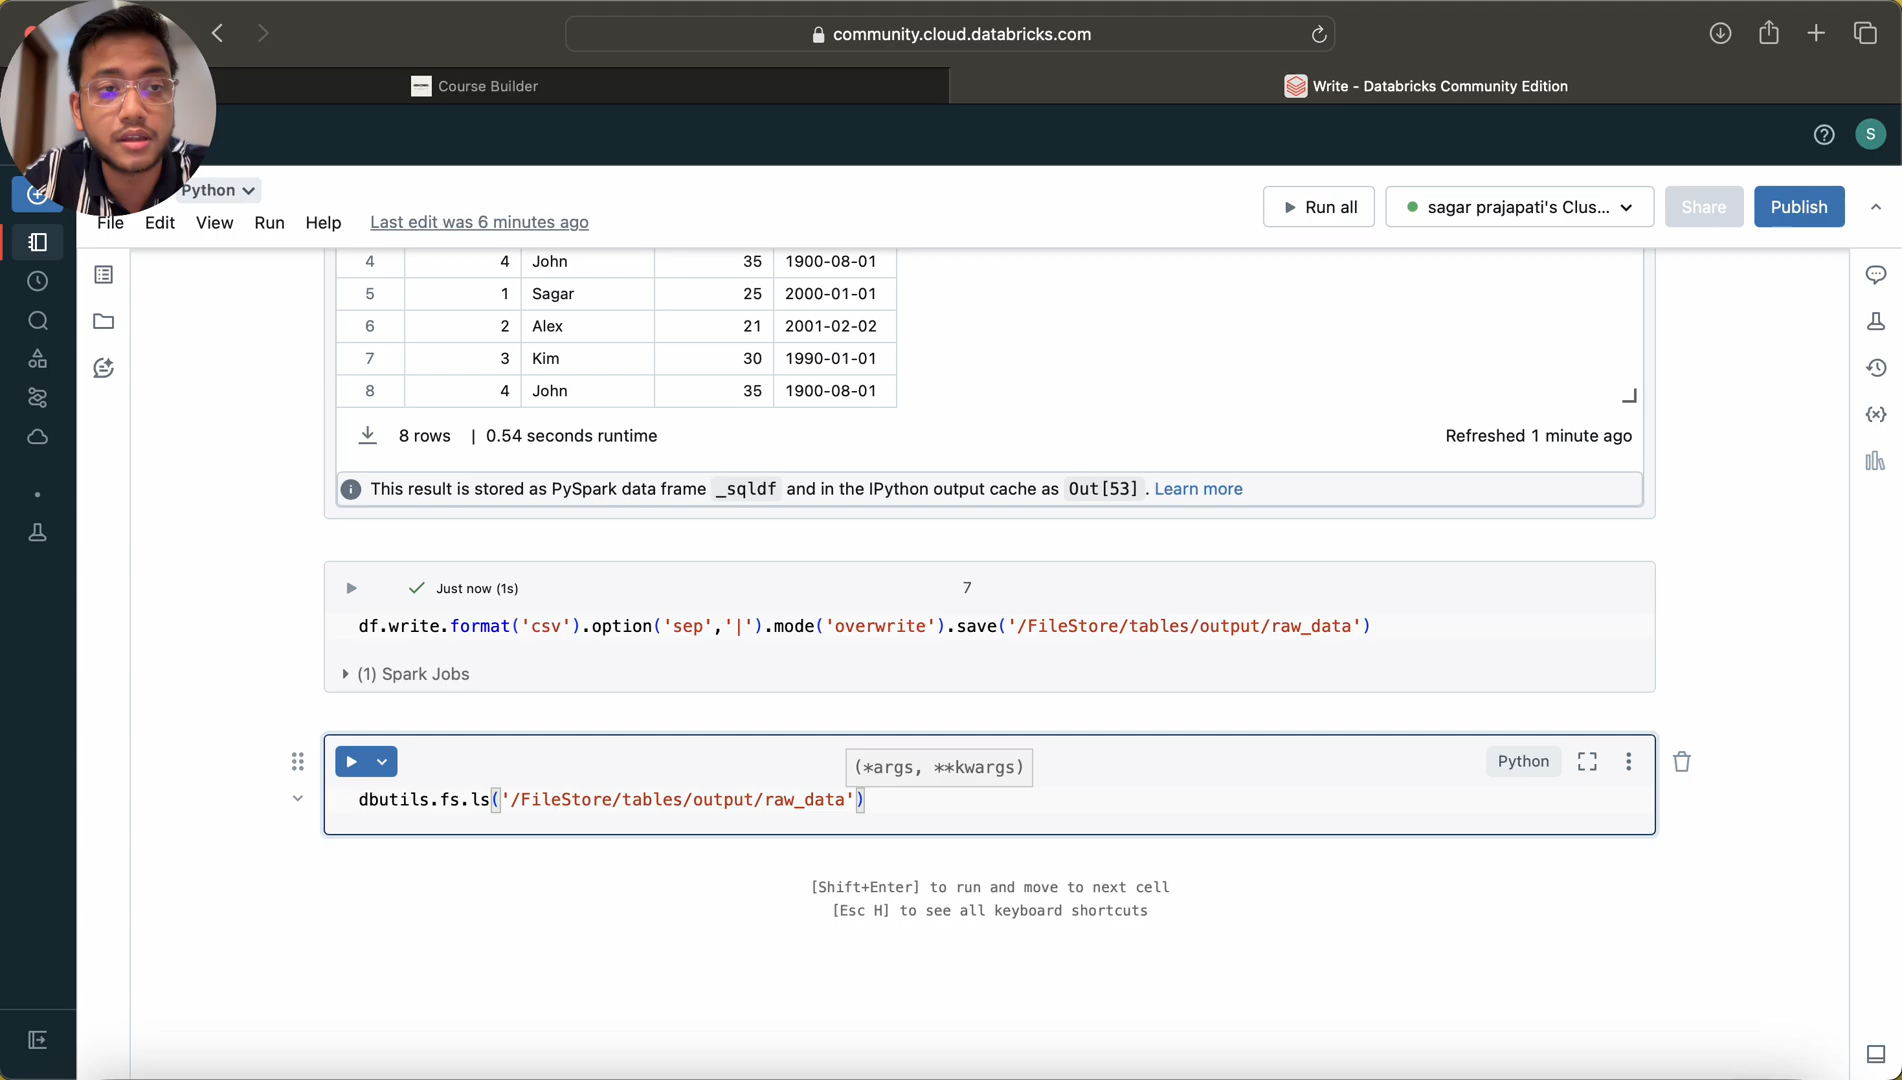 community.cloud.databricks.com
Course Builder
Write - Databricks Community Edition
S
Python
File Edit View Run Help Last edit was 6 minutes ago
Run all
sagar prajapati's Clus...
Share
Publish
4 4 John 35 1900-08-01
5 1 Sagar 25 2000-01-01
6 2 Alex 21 2001-02-02
7 3 Kim 30 1990-01-01
8 4 John 35 1900-08-01
8 rows | 0.54 seconds runtime
Refreshed 1 minute ago
This result is stored as PySpark data frame _sqldf and in the IPython output cache as Out[53] . Learn more
Just now (1s)
7
df.write.format('csv').option('sep','|').mode('overwrite').save('/FileStore/tables/output/raw_data')
(1) Spark Jobs
(*args, **kwargs)
Python
dbutils.fs.ls('/FileStore/tables/output/raw_data')
[Shift+Enter] to run and move to next cell
[Esc H] to see all keyboard shortcuts